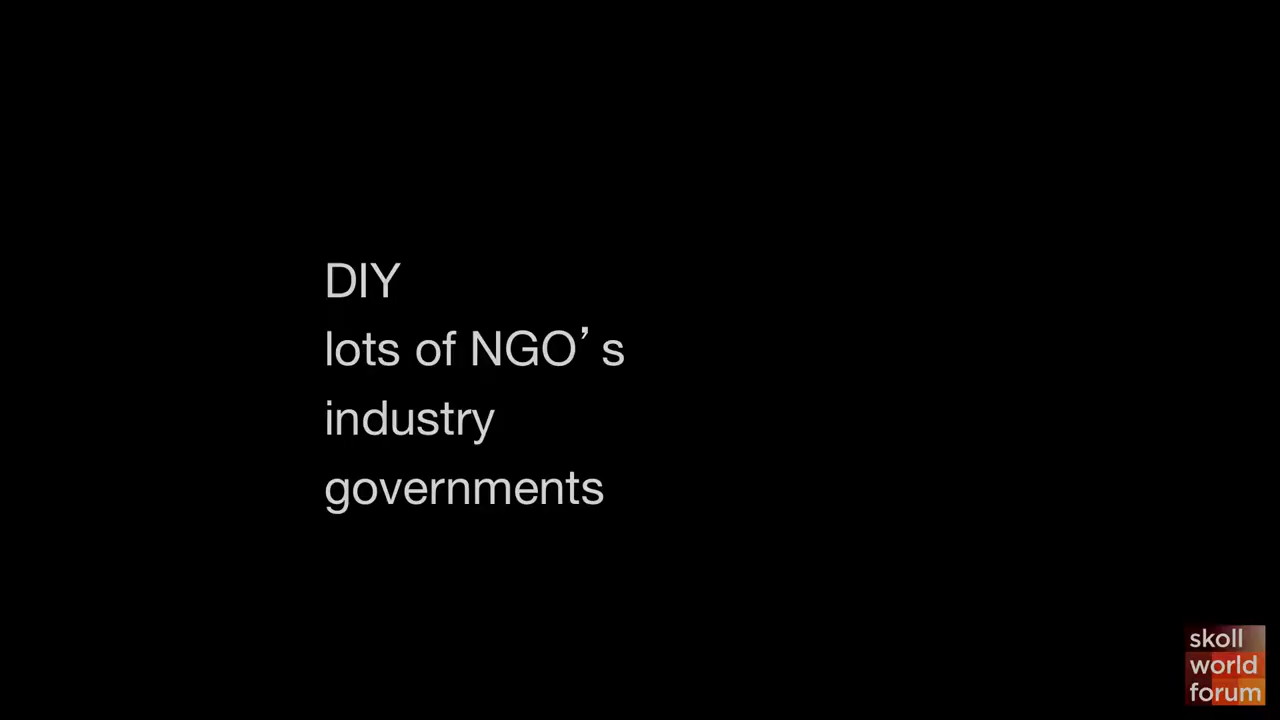 DIY
lots of NGO’s
industry
governments
skoll
world
forum